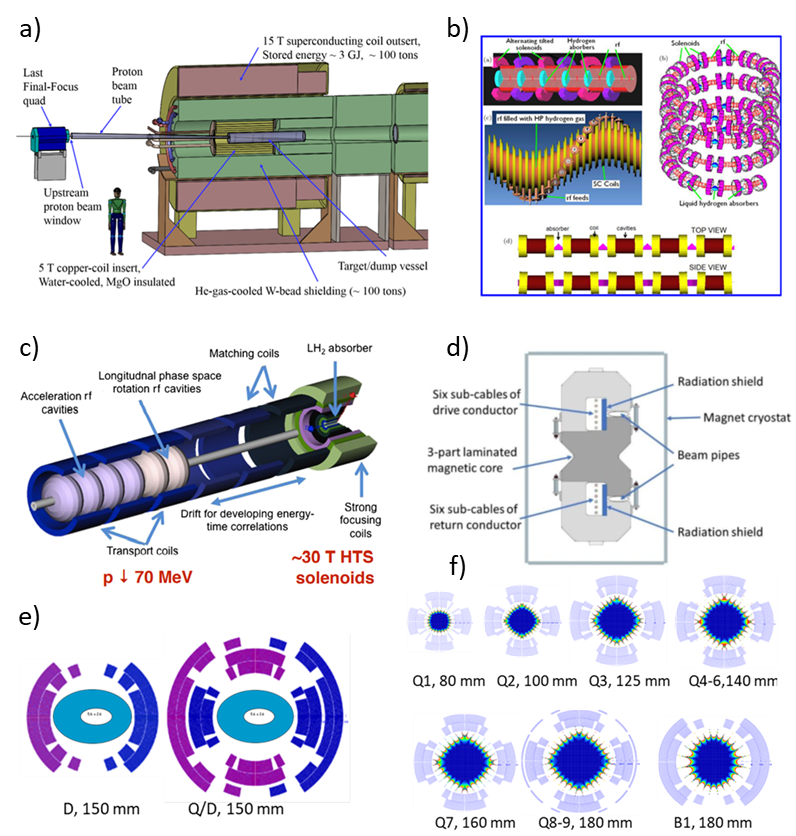 a)
15 T superconducting coil outsert,
Stored energy ~ 3 GJ, ~ 100 tons
Last
Final-Focus
quad
Proton
beam
tube
Upstream
proton beam
window
5 T copper-coil insert,
Water-cooled, MgO insulated
Target/dump vessel
He-gas-cooled W-bead shielding (~ 100 tons)
b)
Alternating tilted
solenoids
Hydrogen
aborbers
rf
(a)
Solenoids
rf
(b)
(c)
rf filled with HP hydrogen gas
SC Coils
rf feeds
Liquid hydrogen absorbers
(d)
absorber
coil
cavities
TOP VIEW
SIDE VIEW
c)
Matching coils
LH2 absorber
Longitudnal phase space
rotation rf cavities
Acceleration rf
cavities
Drift for developing energy-
time correlations
Transport coils
Strong
focusing
coils
p ↓ 70 MeV
~30 T HTS
solenoids
d)
Six sub-cables of
drive conductor
3-part laminated
magnetic core
Six sub-cables of
return conductor
Radiation shield
Magnet cryostat
Beam pipes
Radiation shield
e)
D, 150 mm
Q/D, 150 mm
f)
Q1, 80 mm
Q2, 100 mm
Q3, 125 mm
Q4-6,140 mm
Q7, 160 mm
Q8-9, 180 mm
B1, 180 mm